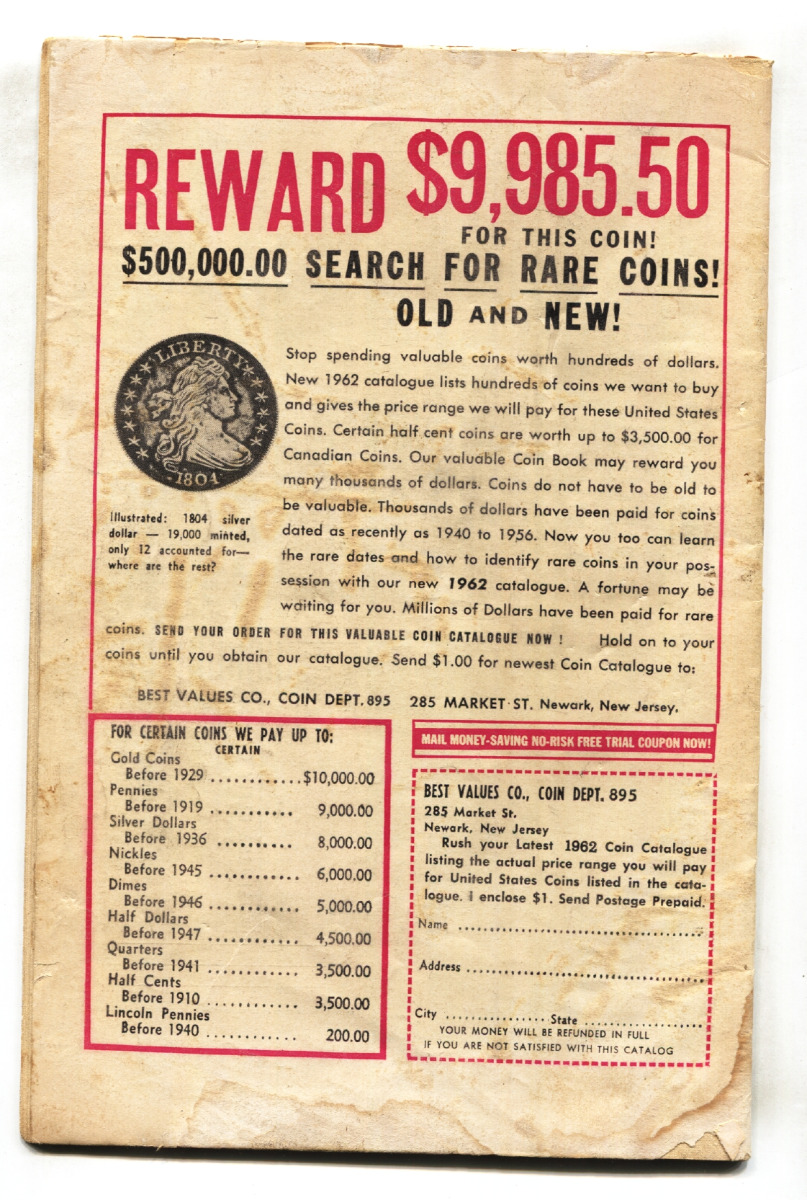 REWARD $9,985.50
FOR THIS COIN!
$500,000.00 SEARCH FOR RARE COINS!
OLD AND NEW!
LIBERTY
1804
Illustrated: 1804 silver
dollar — 19,000 minted,
only 12 accounted for—
where are the rest?
Stop spending valuable coins worth hundreds of dollars.
New 1962 catalogue lists hundreds of coins we want to buy
and gives the price range we will pay for these United States
Coins. Certain half cent coins are worth up to $3,500.00 for
Canadian Coins. Our valuable Coin Book may reward you
many thousands of dollars. Coins do not have to be old to
be valuable. Thousands of dollars have been paid for coins
dated as recently as 1940 to 1956. Now you too can learn
the rare dates and how to identify rare coins in your pos-
session with our new 1962 catalogue. A fortune may be
waiting for you. Millions of Dollars have been paid for rare
coins. SEND YOUR ORDER FOR THIS VALUABLE COIN CATALOGUE NOW ! Hold on to your
coins until you obtain our catalogue. Send $1.00 for newest Coin Catalogue to:
BEST VALUES CO., COIN DEPT. 895 285 MARKET ST. Newark, New Jersey.
FOR CERTAIN COINS WE PAY UP TO:
CERTAIN
Gold Coins
Before 1929 ............$10,000.00
Pennies
Before 1919 ........... 9,000.00
Silver Dollars
Before 1936 .......... 8,000.00
Nickles
Before 1945 ............ 6,000.00
Dimes
Before 1946 ............ 5,000.00
Half Dollars
Before 1947 ............ 4,500.00
Quarters
Before 1941 ............ 3,500.00
Half Cents
Before 1910 ............ 3,500.00
Lincoln Pennies
Before 1940 ............ 200.00
MAIL MONEY-SAVING NO-RISK FREE TRIAL COUPON NOW!
BEST VALUES CO., COIN DEPT. 895
285 Market St.
Newark, New Jersey
Rush your Latest 1962 Coin Catalogue
listing the actual price range you will pay
for United States Coins listed in the cata-
logue. I enclose $1. Send Postage Prepaid.
Name ........................................
Address ........................................
City ................ State ....................
YOUR MONEY WILL BE REFUNDED IN FULL
IF YOU ARE NOT SATISFIED WITH THIS CATALOG